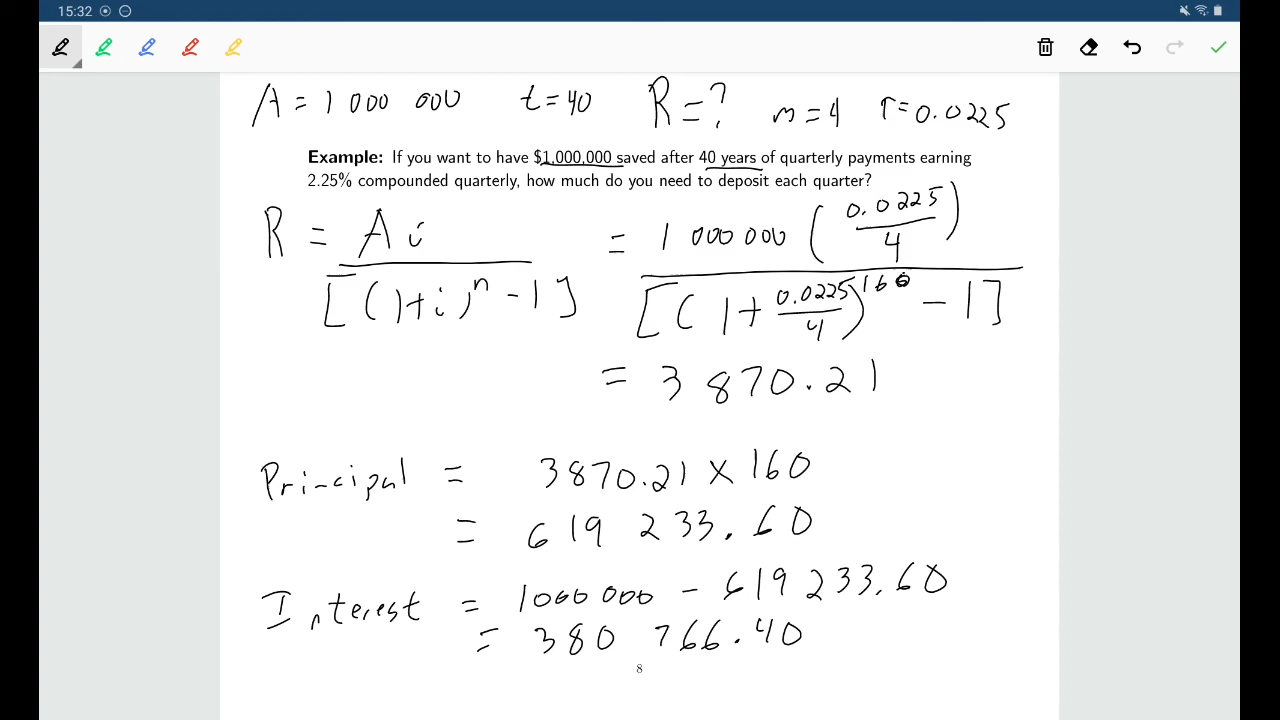 15:32
A = 1 000 000 t = 40 R = ? m = 4 r = 0.0225
Example: If you want to have $1,000,000 saved after 40 years of quarterly payments earning
2.25% compounded quarterly, how much do you need to deposit each quarter?
R = Ai / [(1+i)^n - 1] = 1 000 000 (0.0225/4) / [(1 + 0.0225/4)^160 - 1]
= 3 870.21
Principal = 3870.21 × 160
= 619 233.60
Interest = 1000 000 - 619 233.60
= 380 766.40
8